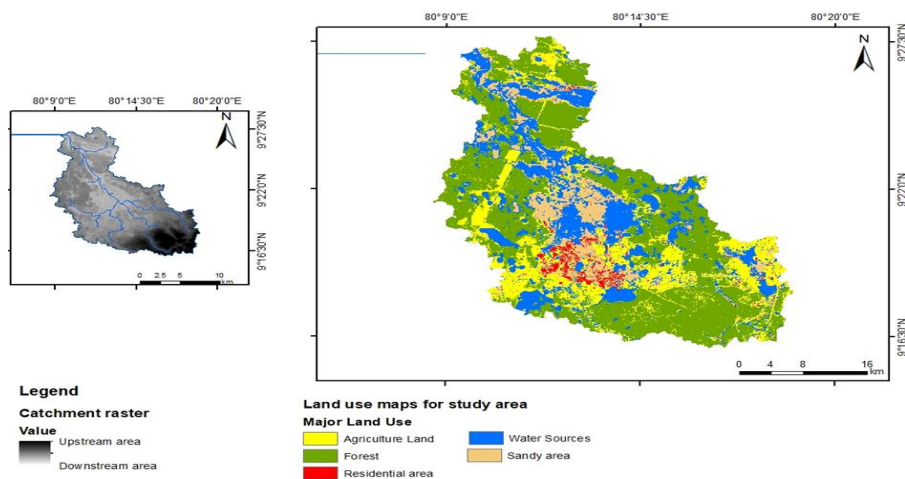 80°9'0"E 80°14'30"E 80°20'0"E
N
9°27'30"N
9°22'0"N
9°16'30"N
0 2.5 5 10
km
Legend
Catchment raster
Value
Upstream area
Downstream area
80°9'0"E 80°14'30"E 80°20'0"E
N
9°27'30"N
9°22'0"N
9°16'30"N
0 4 8 16
km
Land use maps for study area
Major Land Use
Agriculture Land
Forest
Residential area
Water Sources
Sandy area